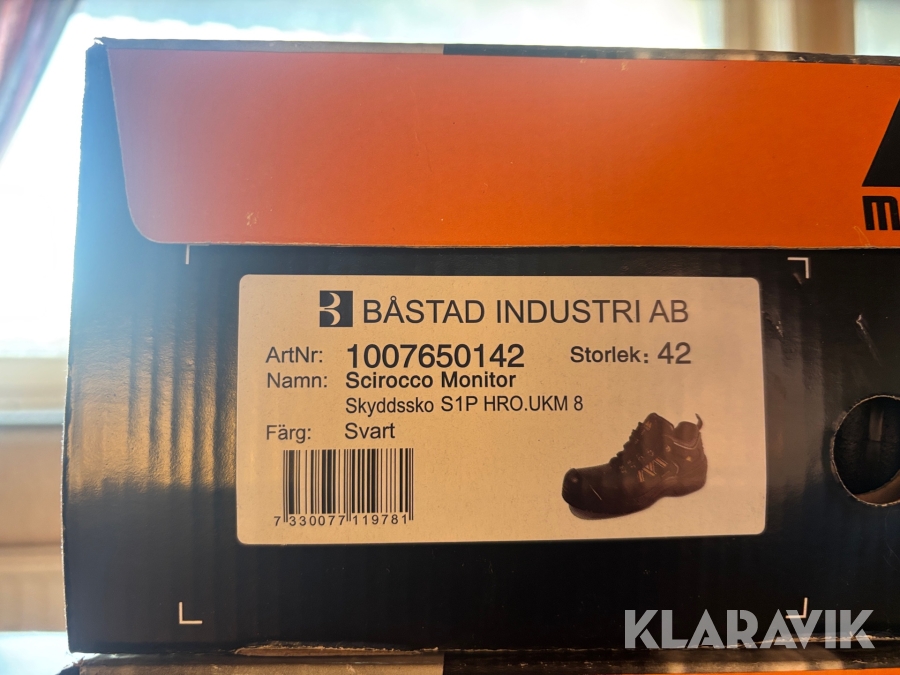 BÅSTAD INDUSTRI AB
ArtNr: 1007650142 Storlek: 42
Namn: Scirocco Monitor
Skyddssko S1P HRO.UKM 8
Färg: Svart
7 330077 119781
KLARAVIK